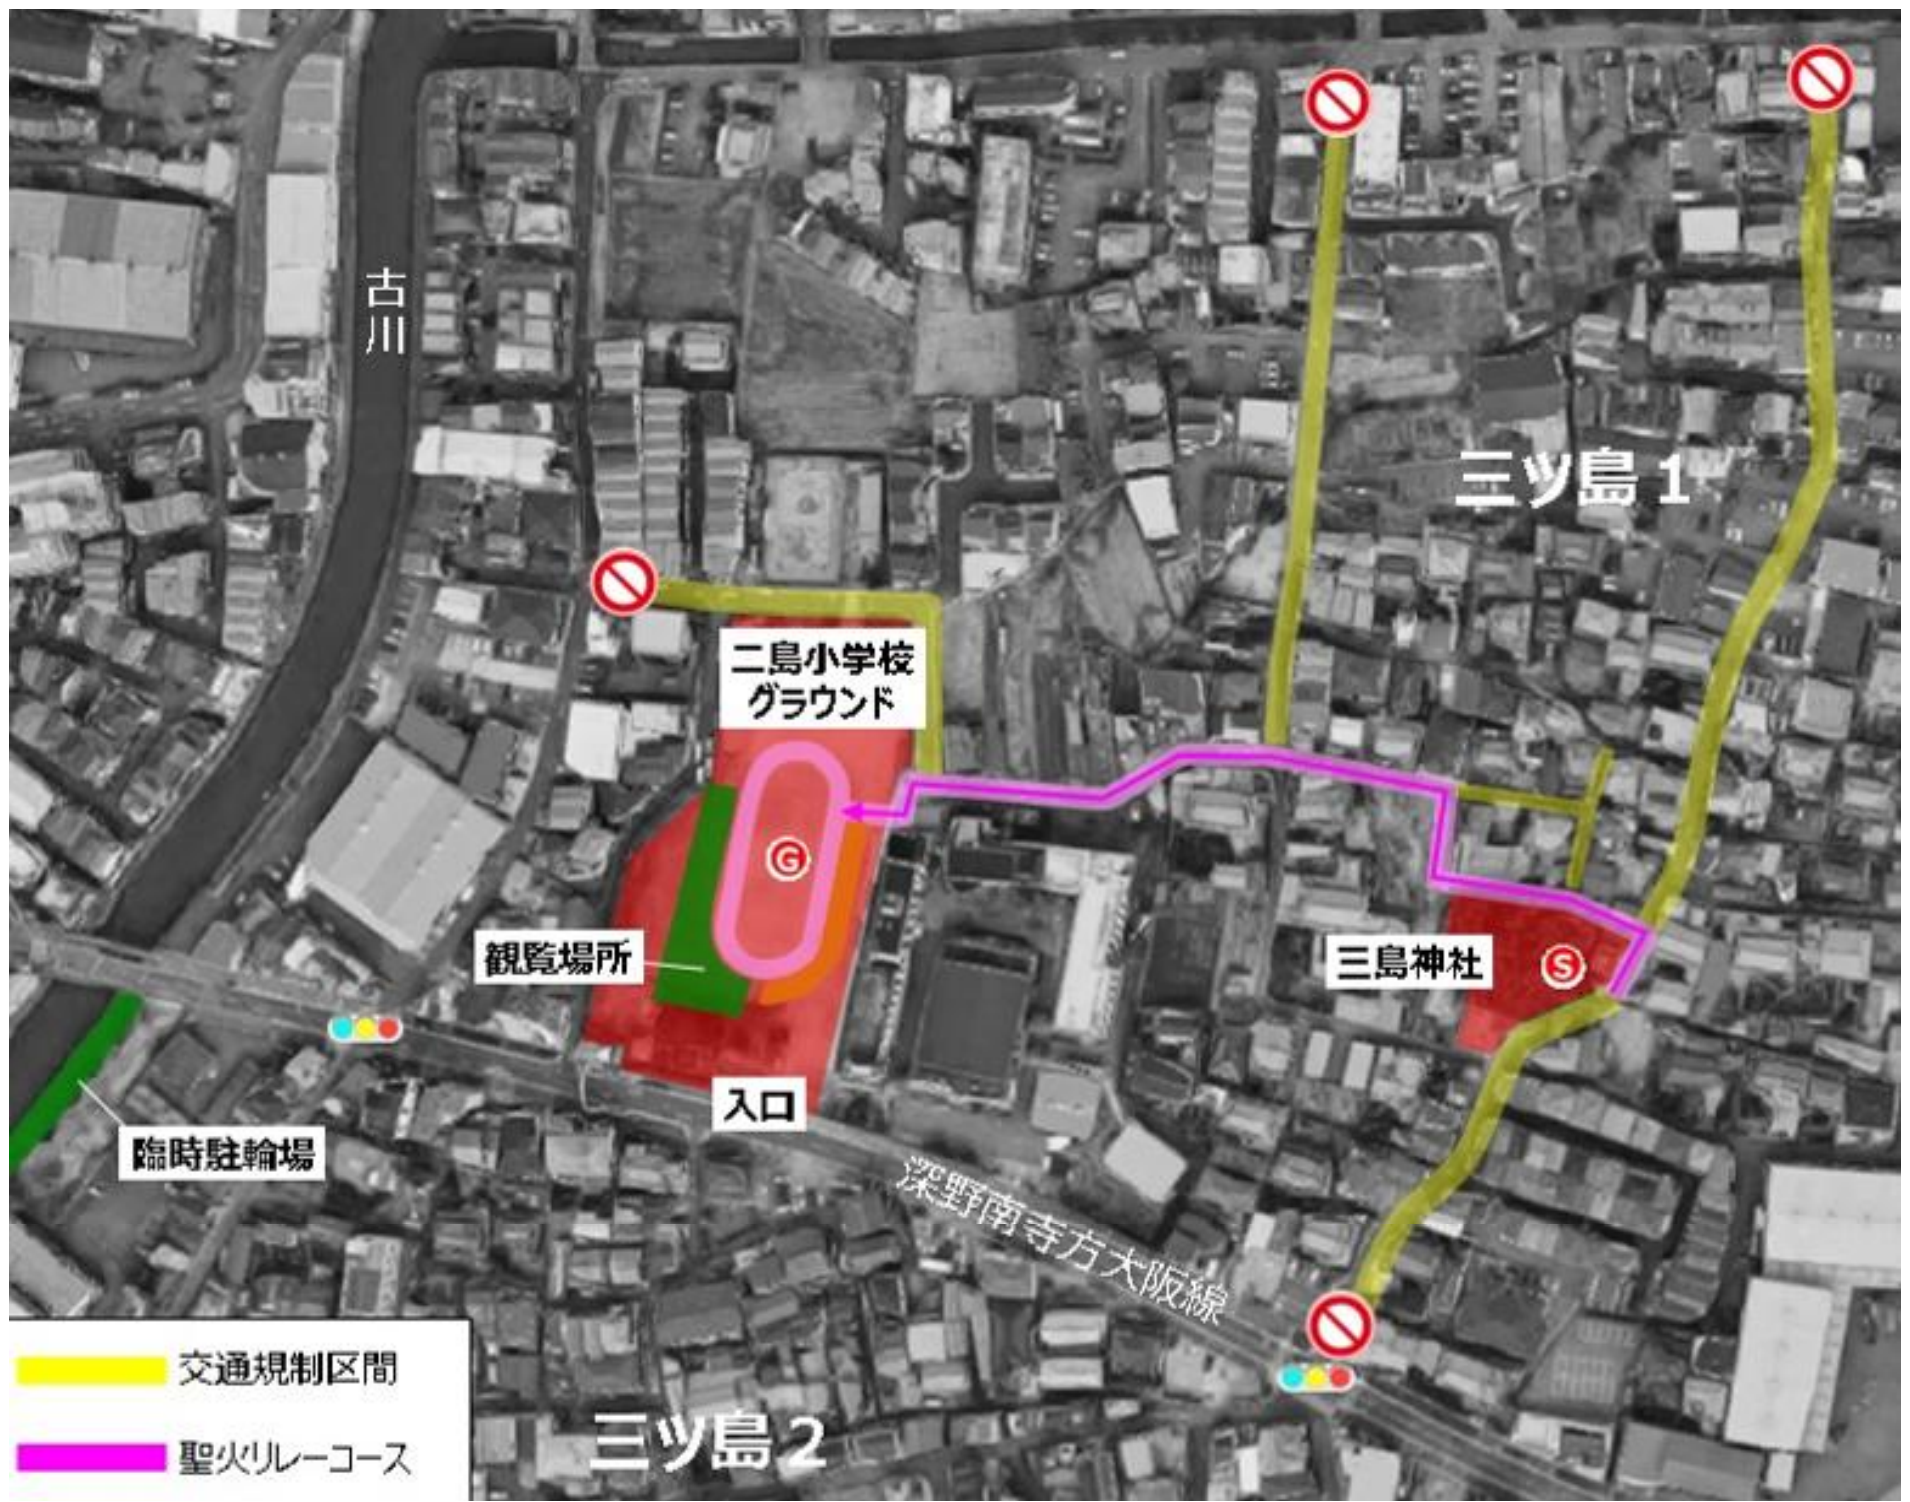 古川
三ツ島1
二島小学校
グラウンド
G
観覧場所
三島神社
S
入口
臨時駐輪場
深野南寺方大阪線
交通規制区間
三ツ島2
聖火リレーコース